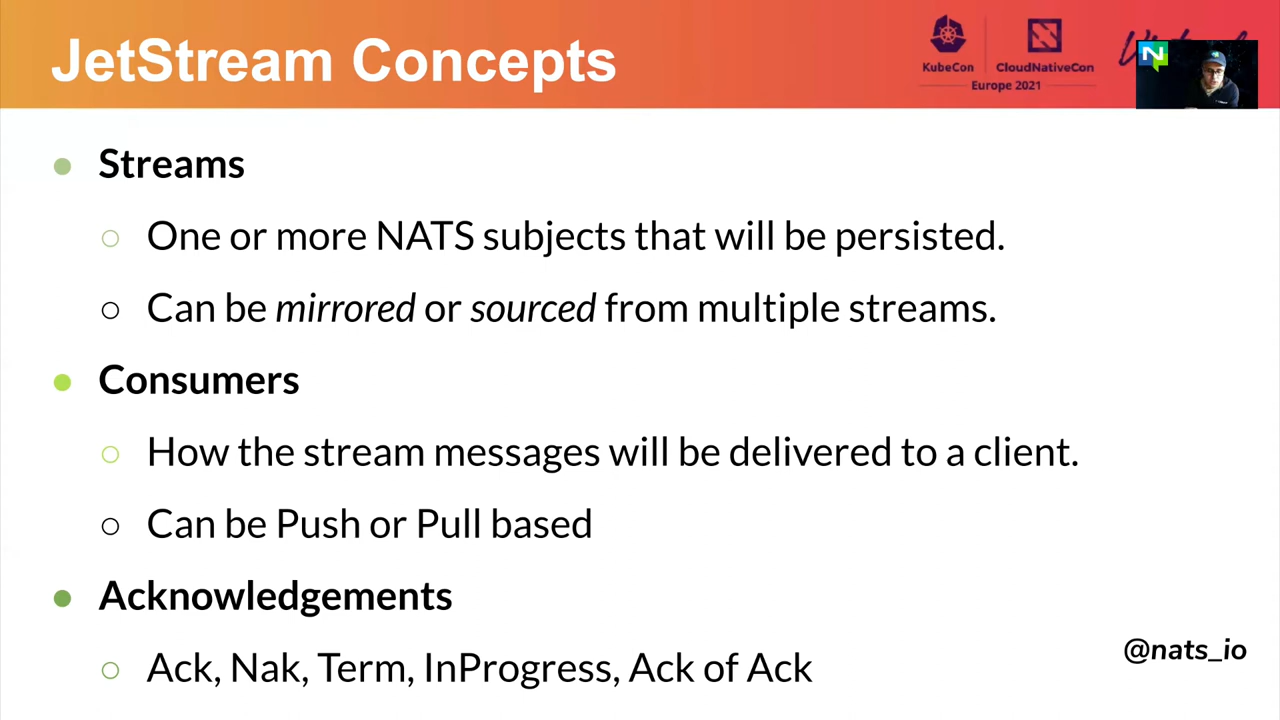 JetStream Concepts
KubeCon
CloudNativeCon
Europe 2021
N
Streams
One or more NATS subjects that will be persisted.
Can be mirrored or sourced from multiple streams.
Consumers
How the stream messages will be delivered to a client.
Can be Push or Pull based
Acknowledgements
Ack, Nak, Term, InProgress, Ack of Ack
@nats_io